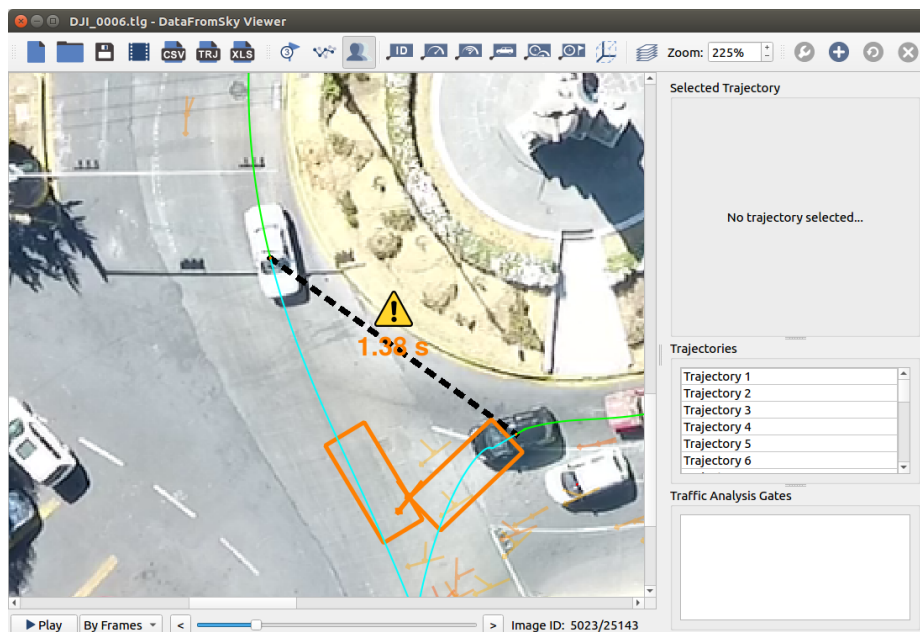 DJI_0006.tlg - DataFromSky Viewer
CSV TRJ XLS 3 ID Zoom: 225%
Selected Trajectory
No trajectory selected...
1.38 s
Trajectories
Trajectory 1
Trajectory 2
Trajectory 3
Trajectory 4
Trajectory 5
Trajectory 6
Traffic Analysis Gates
Play By Frames < > Image ID: 5023/25143